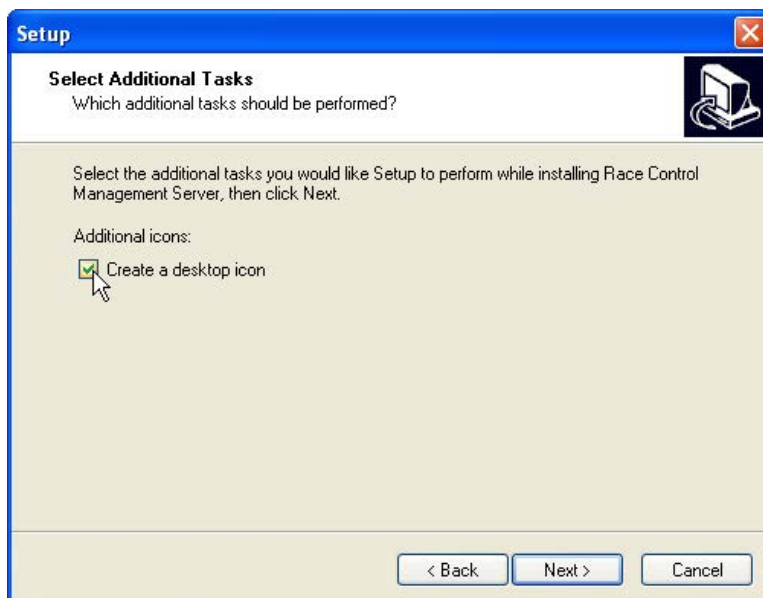 Setup
Select Additional Tasks
Which additional tasks should be performed?
Select the additional tasks you would like Setup to perform while installing Race Control
Management Server, then click Next.
Additional icons:
Create a desktop icon
< Back
Next >
Cancel